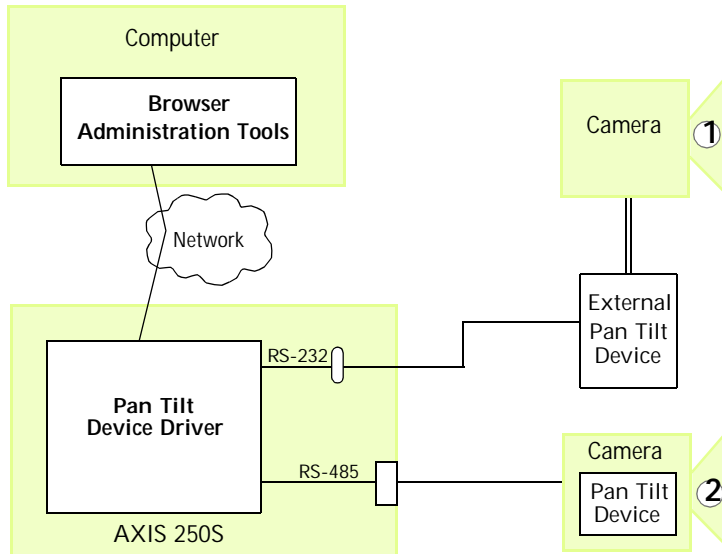 Computer
Browser
Administration Tools
Network
Camera
1
External
Pan Tilt
Device
RS-232
Pan Tilt
Device Driver
RS-485
AXIS 250S
Camera
Pan Tilt
Device
2